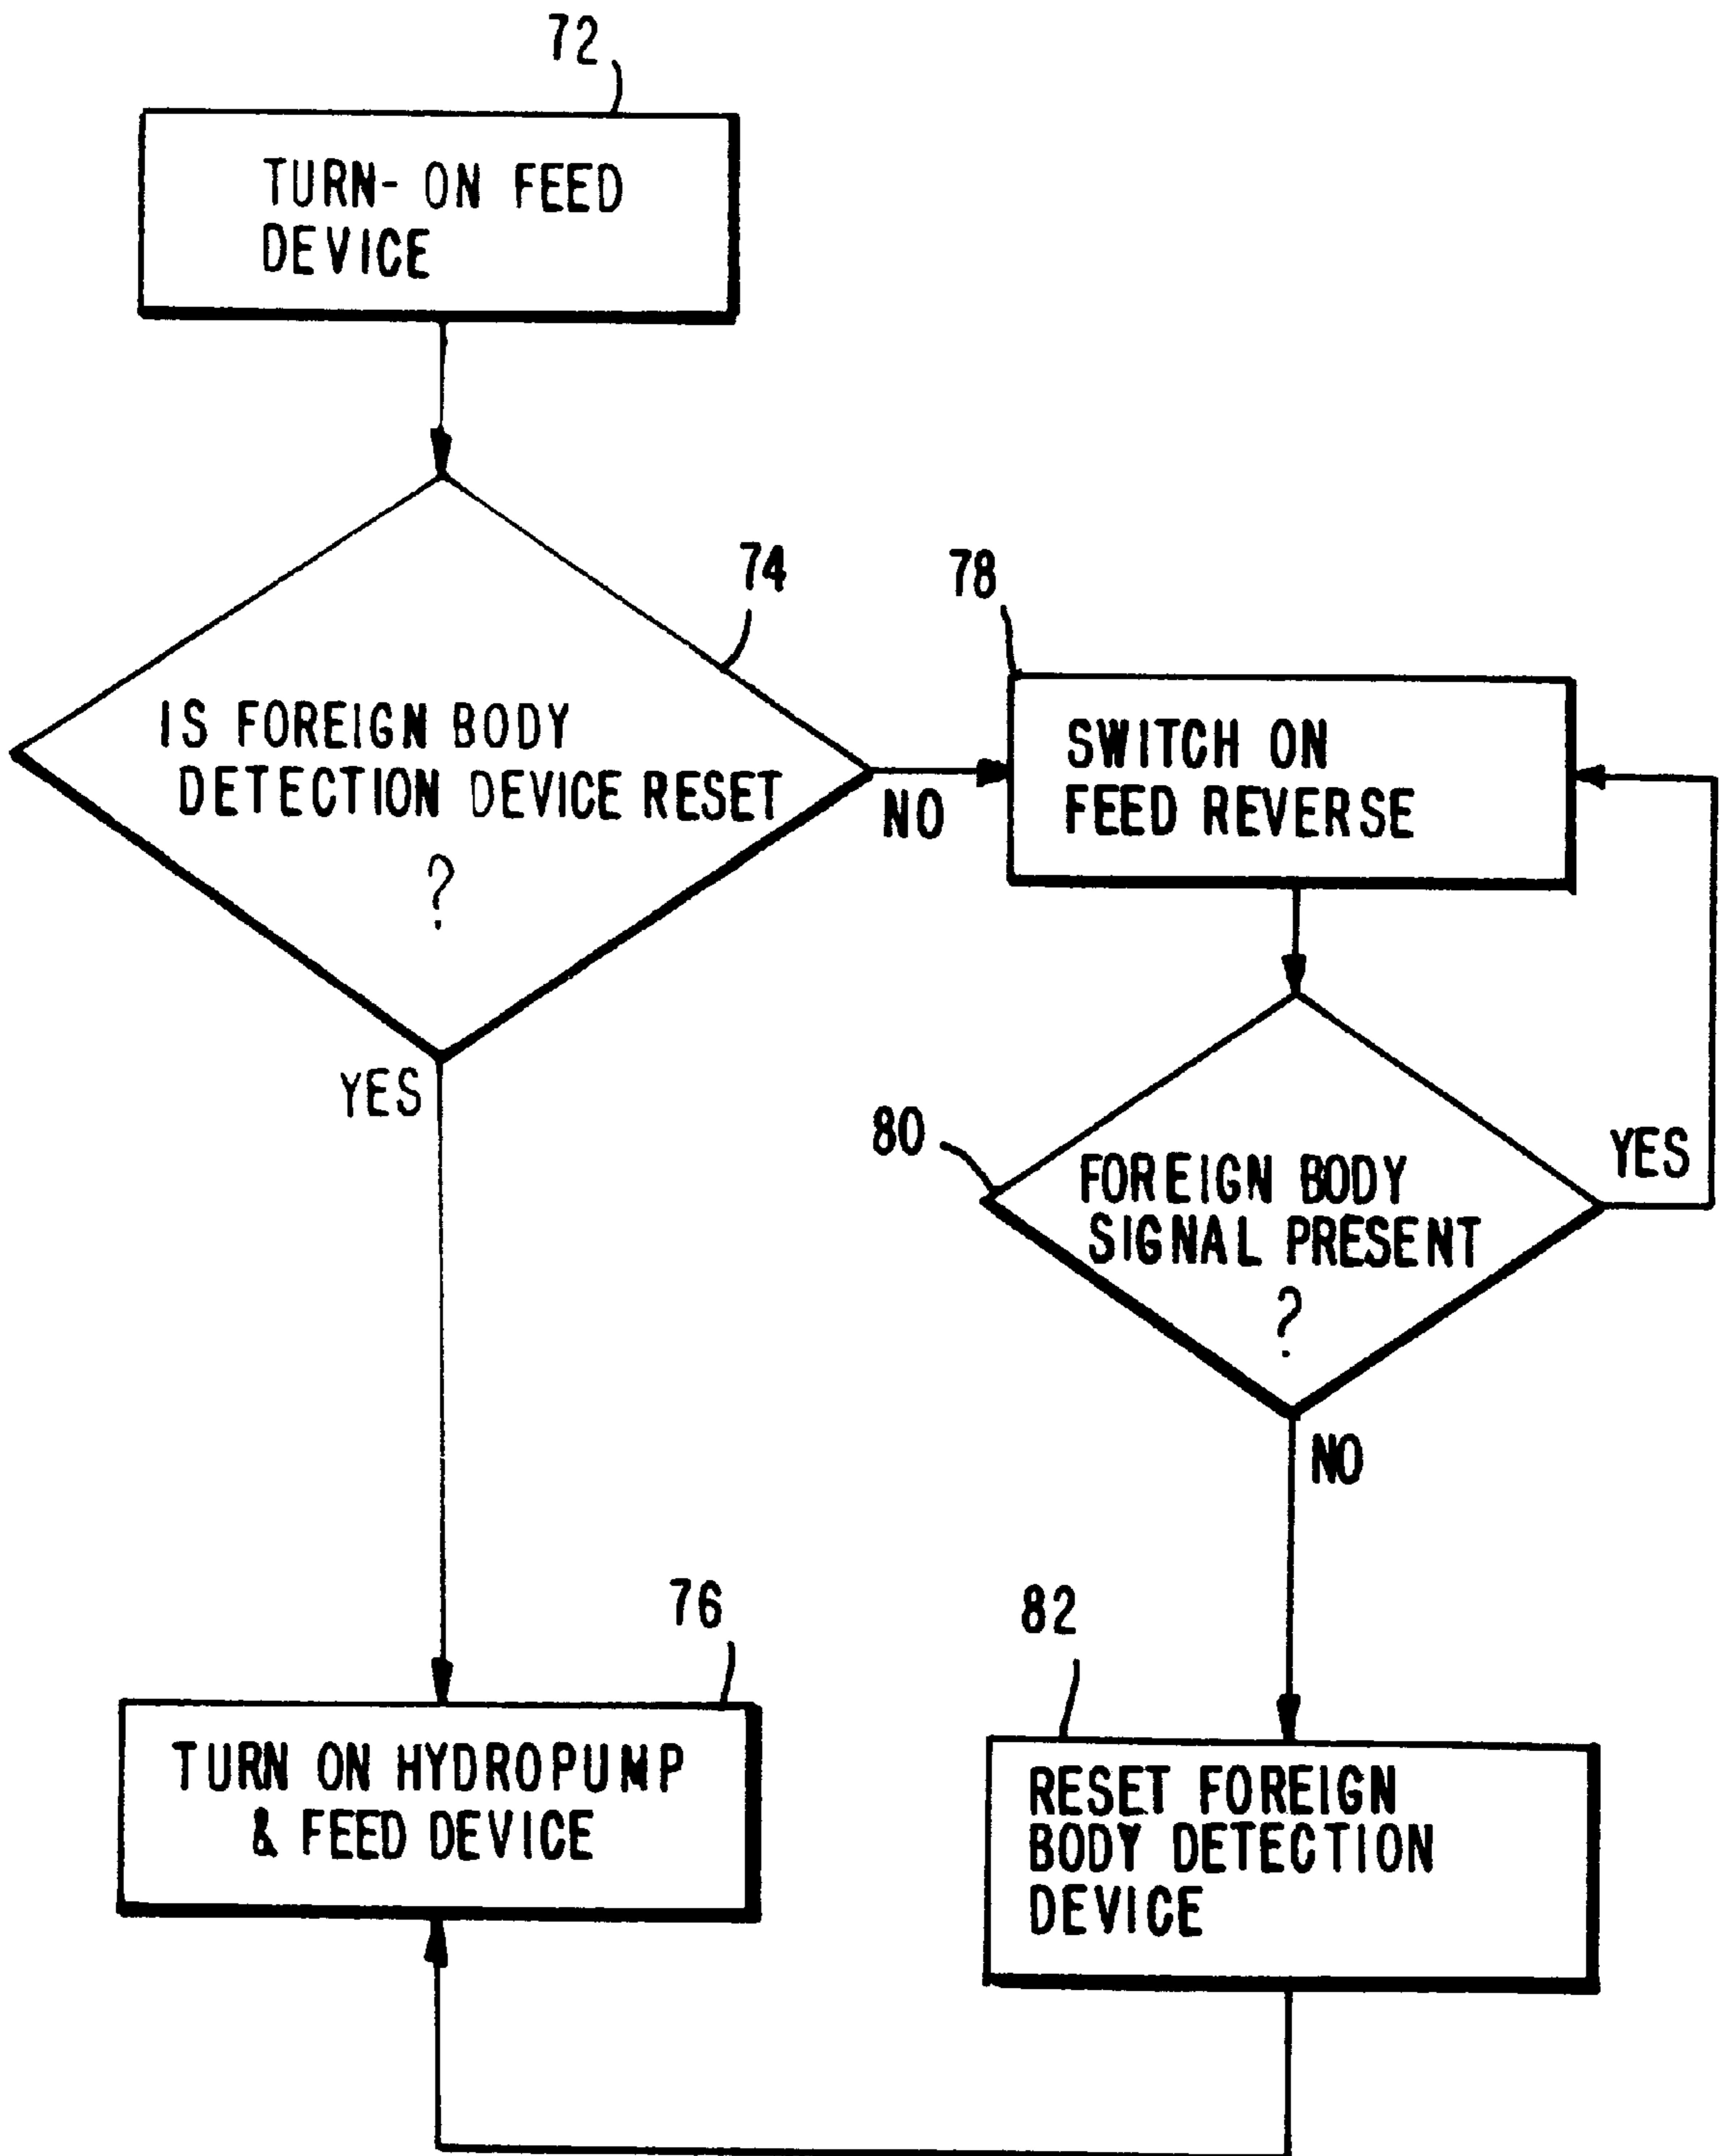 72
TURN- ON FEED
DEVICE
74
IS FOREIGN BODY
DETECTION DEVICE RESET
?
NO
YES
78
SWITCH ON
FEED REVERSE
80
FOREIGN BODY
SIGNAL PRESENT
?
YES
NO
76
TURN ON HYDROPUMP
& FEED DEVICE
82
RESET FOREIGN
BODY DETECTION
DEVICE